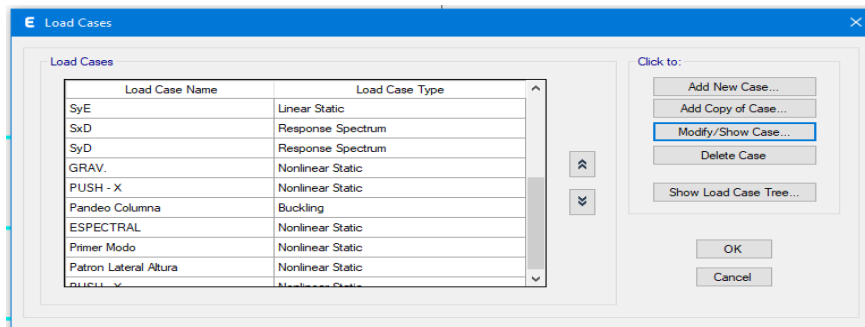 E Load Cases
Load Cases
Click to:
Load Case Name Load Case Type
SyE Linear Static
SxD Response Spectrum
SyD Response Spectrum
GRAV. Nonlinear Static
PUSH - X Nonlinear Static
Pandeo Columna Buckling
ESPECTRAL Nonlinear Static
Primer Modo Nonlinear Static
Patron Lateral Altura Nonlinear Static
Add New Case...
Add Copy of Case...
Modify/Show Case...
Delete Case
Show Load Case Tree...
OK
Cancel